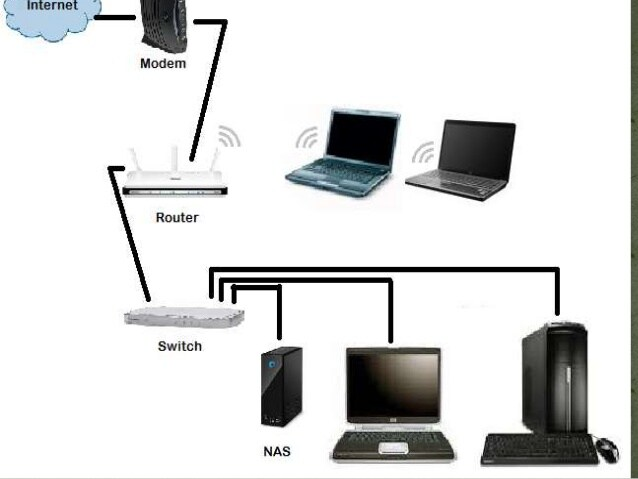 Internet
Modem
Router
Switch
NAS